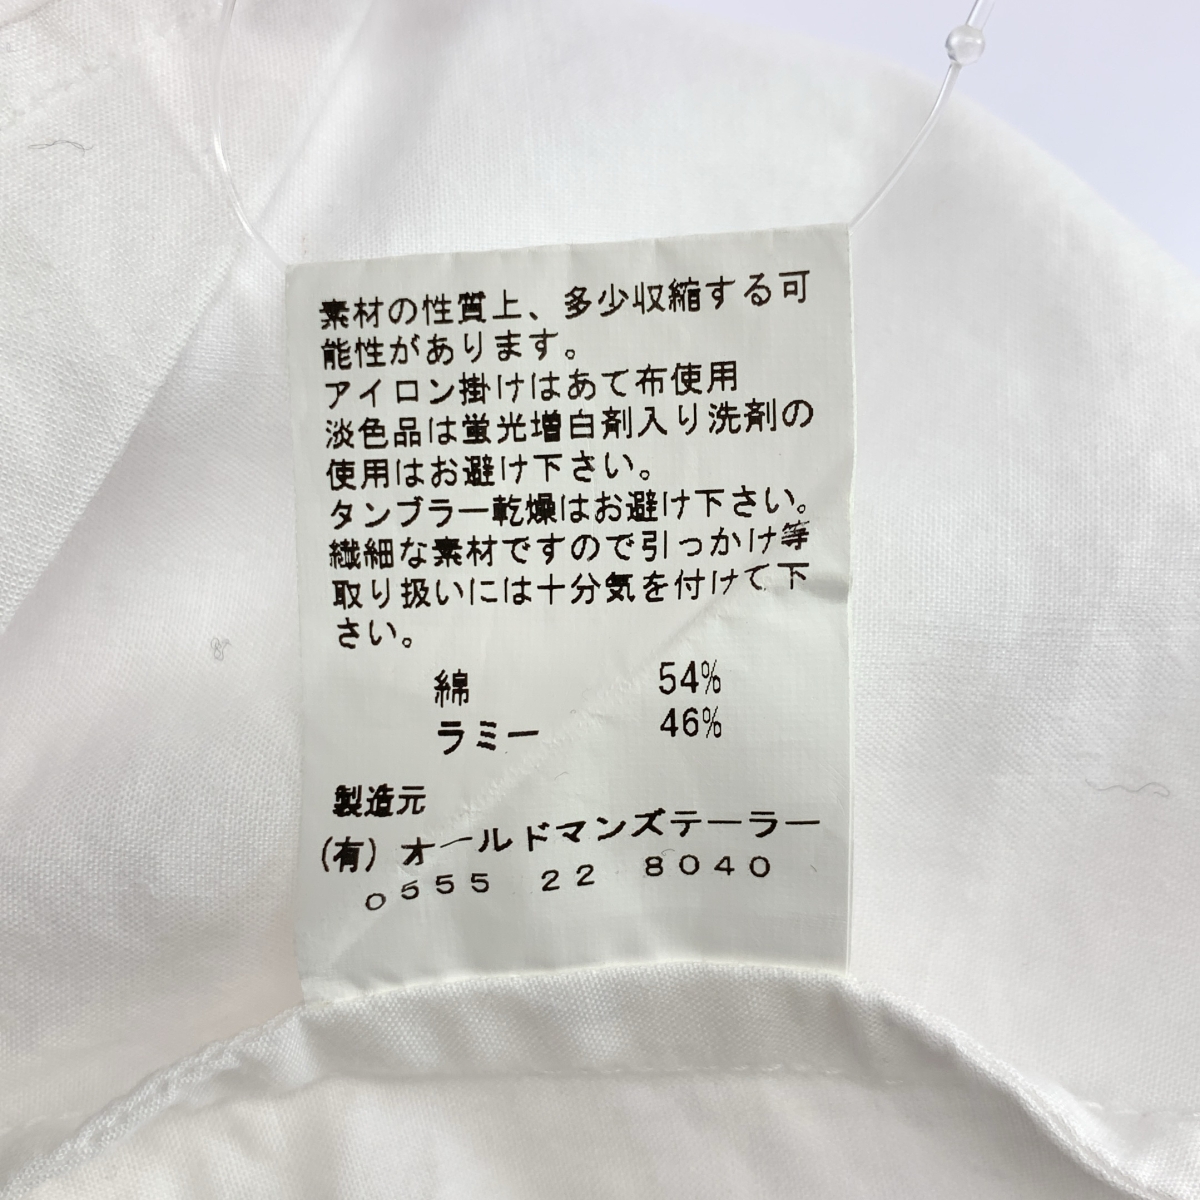 素材の性質上、多少収縮する可
能性があります。
アイロン掛けはあて布使用
淡色品は蛍光増白剤入り洗剤の
使用はお避け下さい。
タンブラー乾燥はお避け下さい。
繊細な素材ですので引っかけ等
取り扱いには十分気を付けて下
さい。
綿 54%
ラミー 46%
製造元
(有)オールドマンズテーラー
0555 22 8040